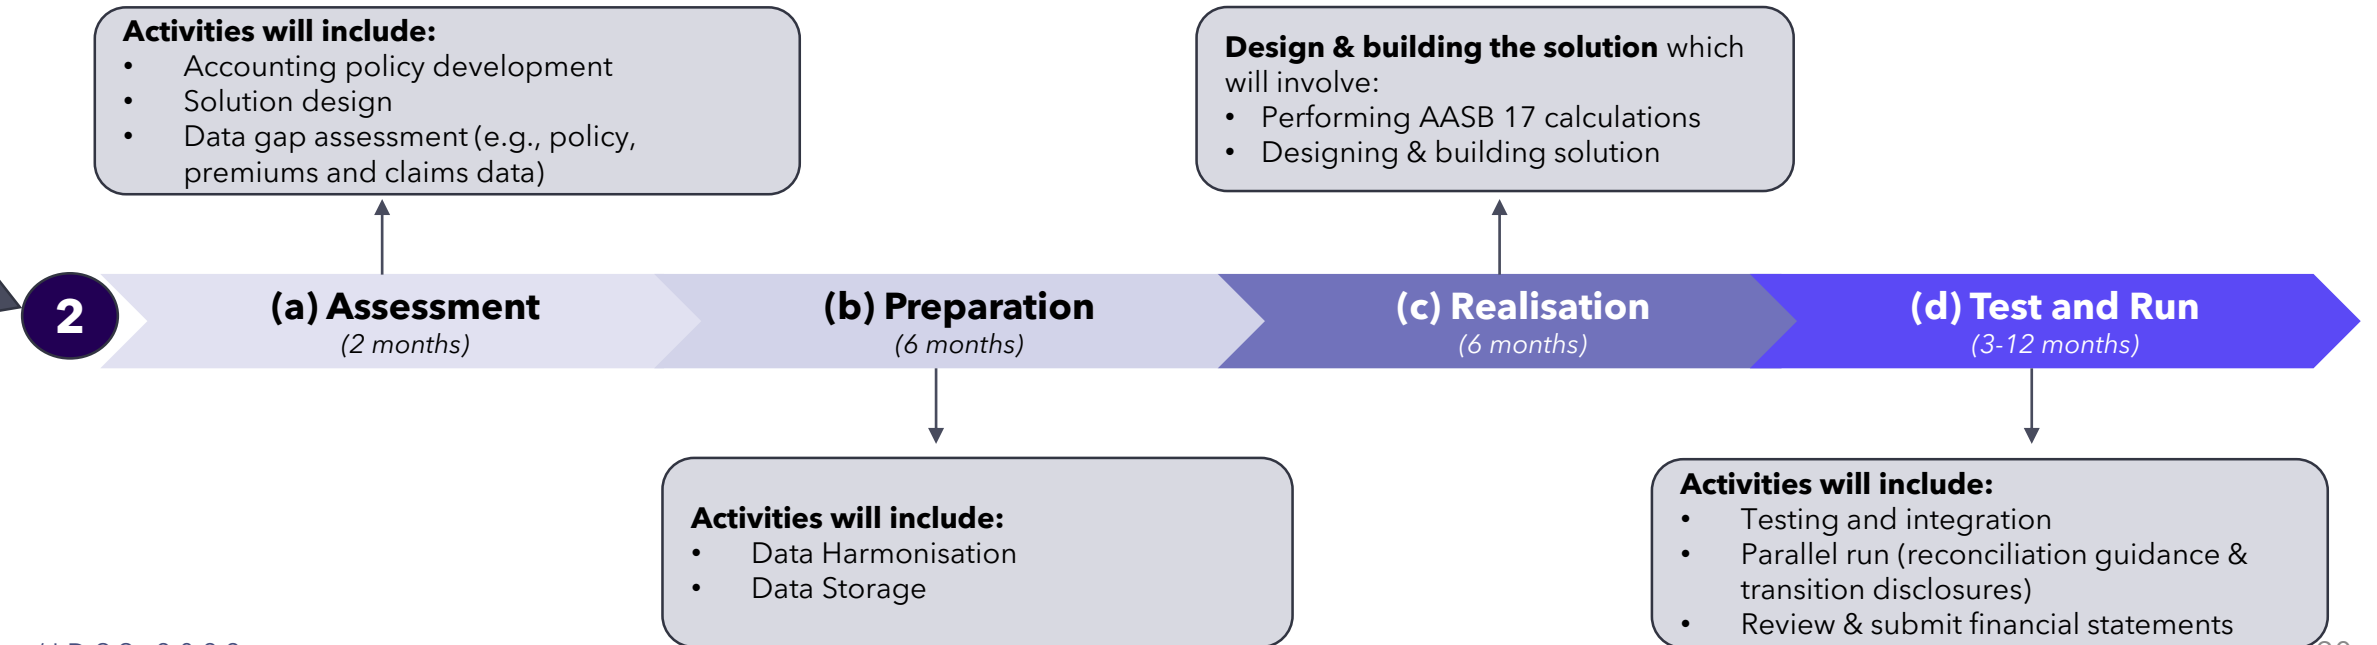 Activities will include:
• Accounting policy development
• Solution design
• Data gap assessment (e.g., policy,
premiums and claims data)
Design & building the solution which
will involve:
• Performing AASB 17 calculations
• Designing & building solution
2
(a) Assessment
(2 months)
(b) Preparation
(6 months)
(c) Realisation
(6 months)
(d) Test and Run
(3-12 months)
Activities will include:
• Data Harmonisation
• Data Storage
Activities will include:
• Testing and integration
• Parallel run (reconciliation guidance &
transition disclosures)
• Review & submit financial statements